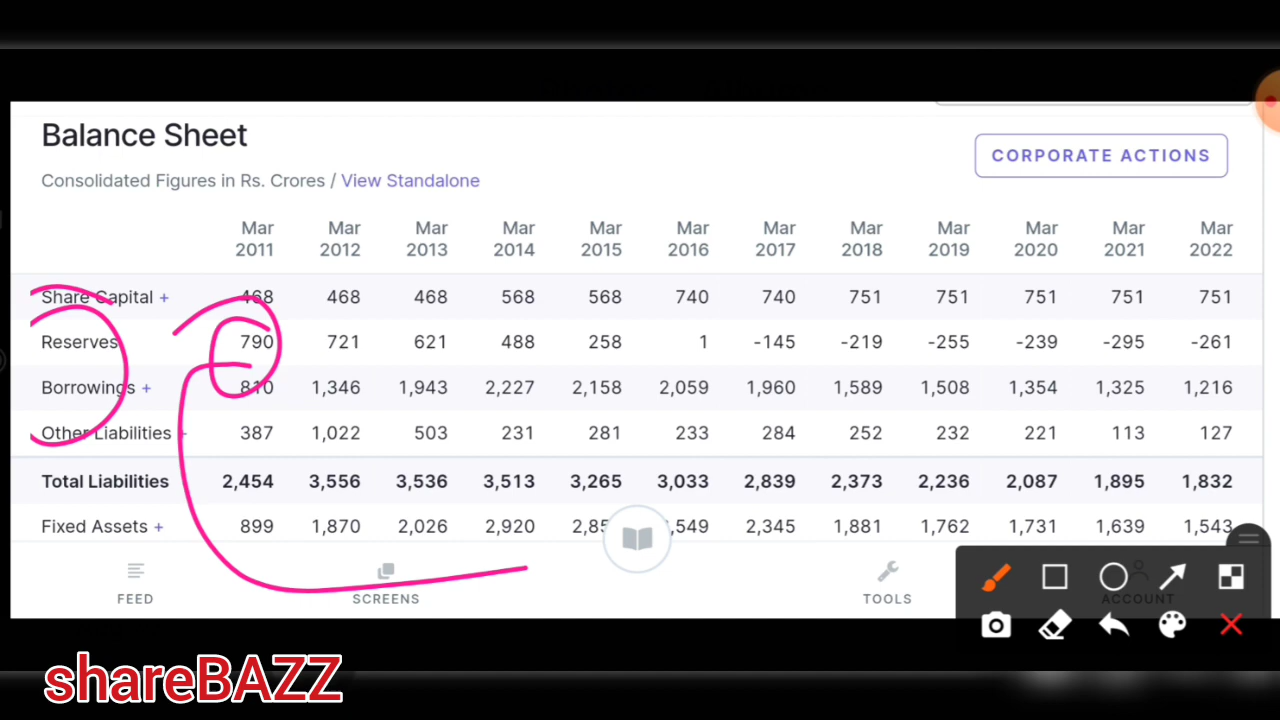 Balance Sheet
CORPORATE ACTIONS
Consolidated Figures in Rs. Crores / View Standalone
Mar 2011 Mar 2012 Mar 2013 Mar 2014 Mar 2015 Mar 2016 Mar 2017 Mar 2018 Mar 2019 Mar 2020 Mar 2021 Mar 2022
Share Capital + 468 468 468 568 568 740 740 751 751 751 751 751
Reserves 790 721 621 488 258 1 -145 -219 -255 -239 -295 -261
Borrowings + 810 1,346 1,943 2,227 2,158 2,059 1,960 1,589 1,508 1,354 1,325 1,216
Other Liabilities + 387 1,022 503 231 281 233 284 252 232 221 113 127
Total Liabilities 2,454 3,556 3,536 3,513 3,265 3,033 2,839 2,373 2,236 2,087 1,895 1,832
Fixed Assets + 899 1,870 2,026 2,920 2,345 1,881 1,762 1,731 1,639 1,543
FEED SCREENS TOOLS ACCOUNT
shareBAZZ